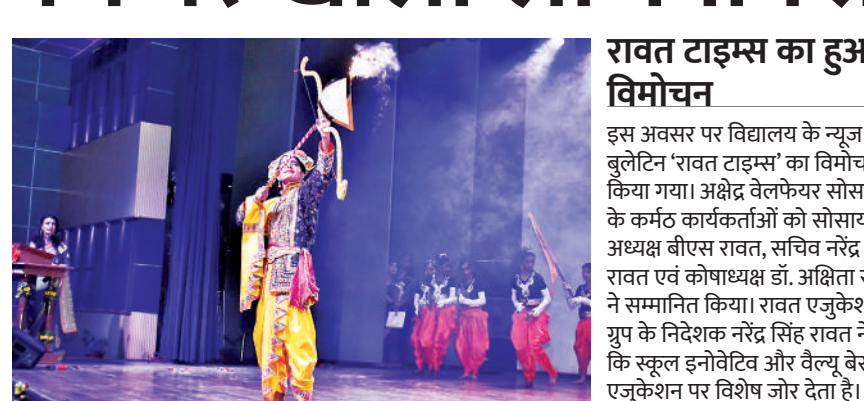 रावत टाइम्स का हुआ
विमोचन
इस अवसर पर विद्यालय के न्यूज
बुलेटिन ‘रावत टाइम्स’ का विमोचन
किया गया। अक्षेद्र वेलफेयर
के कर्मठ कार्यकर्ताओं को
अध्यक्ष बीएस रावत, सचिव नरेंद्र
रावत एवं कोषाध्यक्ष डॉ. अक्षिता
ने सम्मानित किया। रावत
ग्रुप के निदेशक नरेंद्र सिंह रावत
कि स्कूल इनोवेटिव और वैल्यू
एजुकेशन पर विशेष जोर देता है।